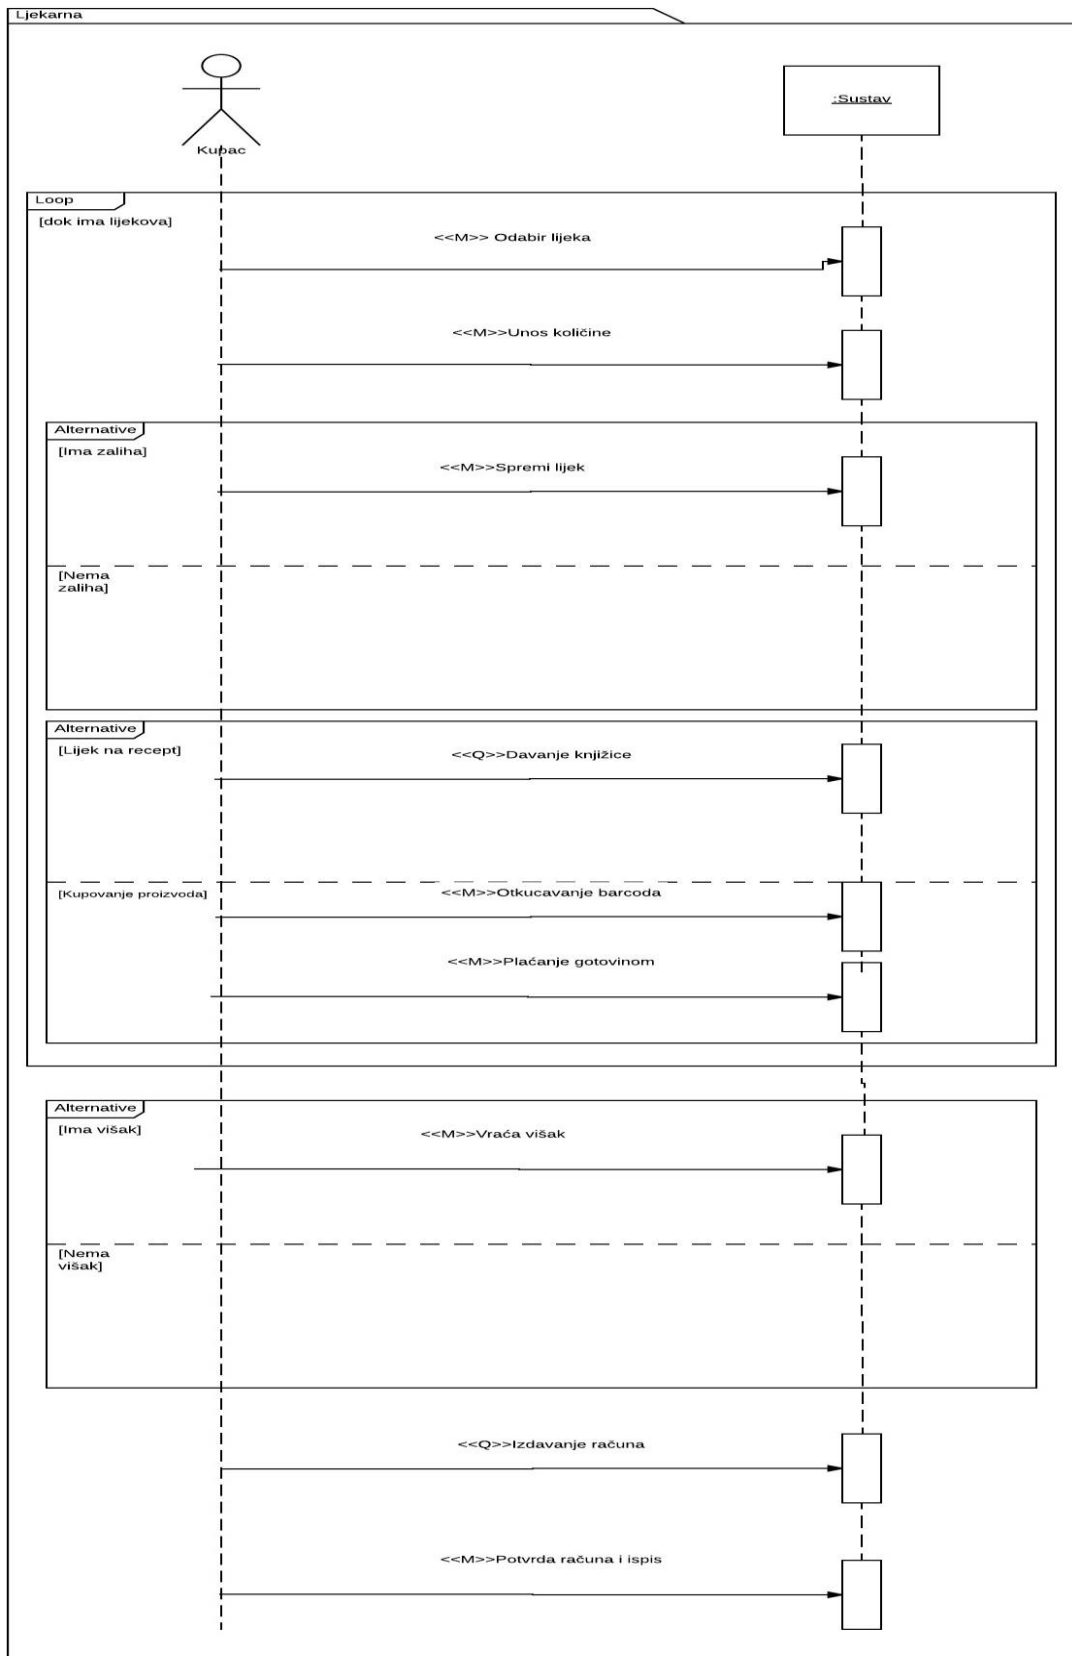 Ljekarna
Kupac
:Sustav
Loop
[dok ima lijekova]
<<M>> Odabir lijeka
<<M>>Unos količine
Alternative
[Ima zaliha]
<<M>>Spremi lijek
[Nema
zaliha]
Alternative
[Lijek na recept]
<<Q>>Davanje knjižice
[Kupovanje proizvoda]
<<M>>Otkucavanje barcoda
<<M>>Plaćanje gotovinom
Alternative
[Ima višak]
<<M>>Vraća višak
[Nema
višak]
<<Q>>Izdavanje računa
<<M>>Potvrda računa i ispis